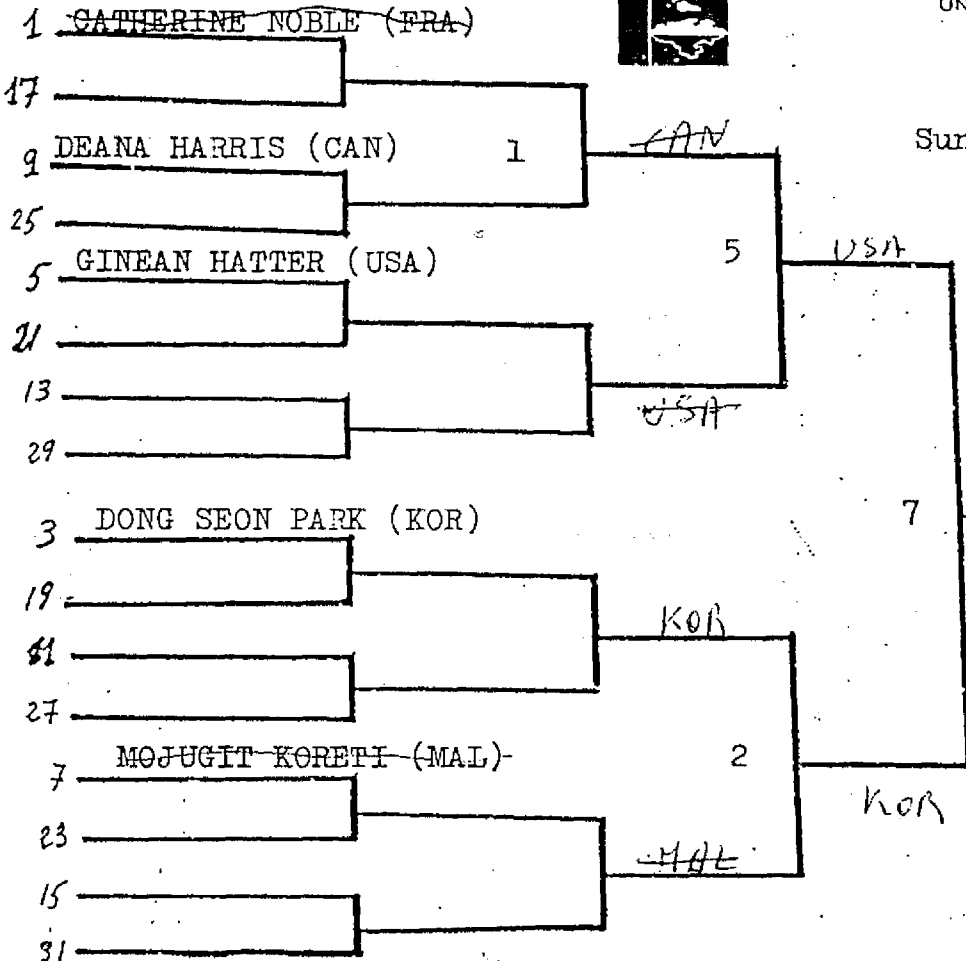 1 CATHERINE NOBLE (FRA)
17
9 DEANA HARRIS (CAN)
25
5 GINEAN HATTER (USA)
21
13
29
3 DONG SEON PARK (KOR)
19
11
27
7 MOJUGIT KORETI (MAL)
23
15
31
1
CAN
5
USA
USA
7
KOR
2
MAL
KOR
UN
Sun